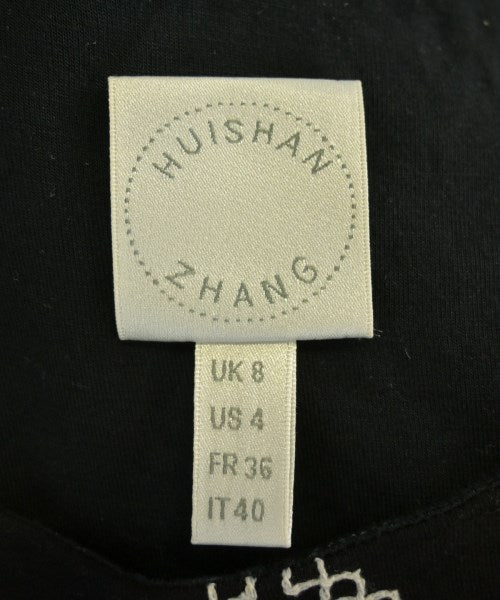 HUISHAN
ZHANG
UK 8
US 4
FR 36
IT 40